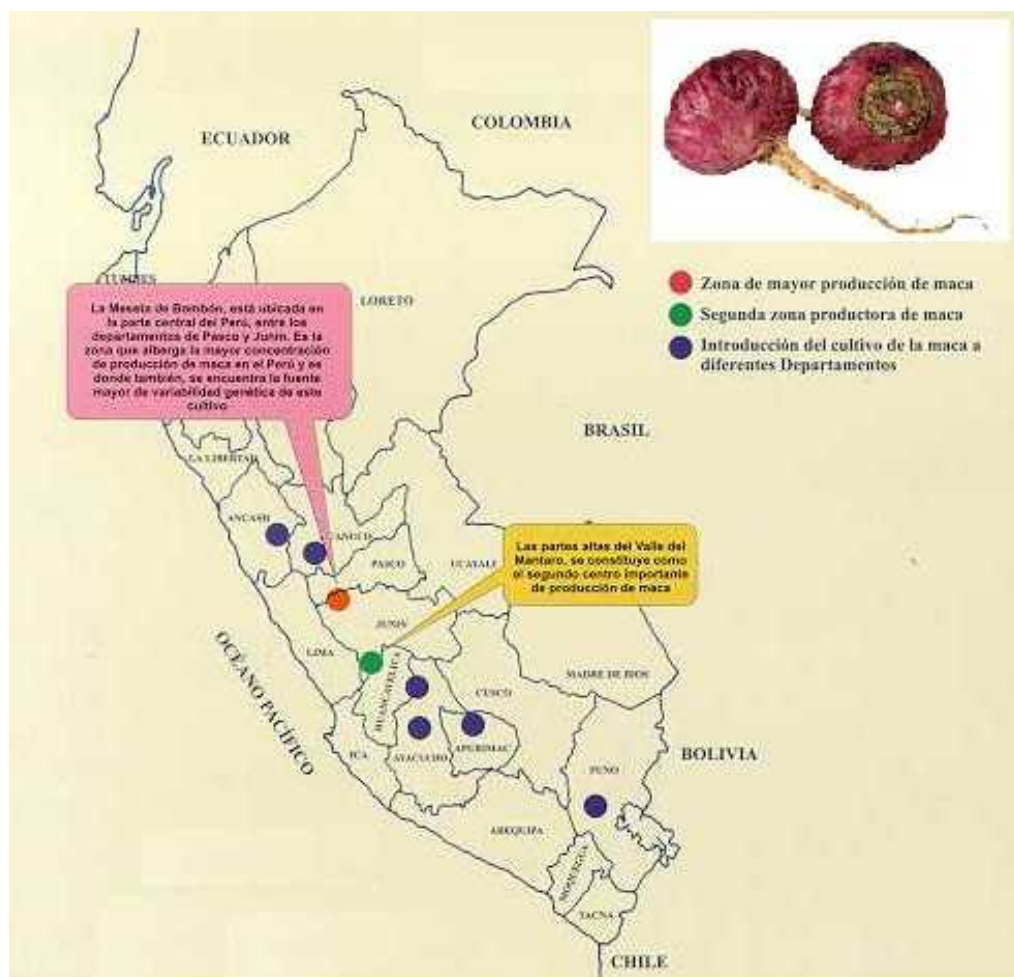 COLOMBIA
ECUADOR
TUMBES
LORETO
Zona de mayor producción de maca
Segunda zona productora de maca
Introducción del cultivo de la maca a
diferentes Departamentos
La Meseta de Bombón, está ubicada en
la parte central del Perú, entre los
departamentos de Pasco y Junín. Es la
zona que alberga la mayor concentración
de producción de maca en el Perú y es
donde también, se encuentra la fuente
mayor de variabilidad genética de este
cultivo
BRASIL
LA LIBERTAD
ANCASH
PASCO
UCAYALI
Las partes altas del Valle del
Mantaro, se constituye como
el segundo centro importante
de producción de maca
JUNIN
LIMA
HUANCAVELICA
CUSCO
MADRE DE DIOS
OCÉANO PACÍFICO
ICA
AYACUCHO
APURIMAC
PUNO
BOLIVIA
AREQUIPA
MOQUEGUA
TACNA
CHILE